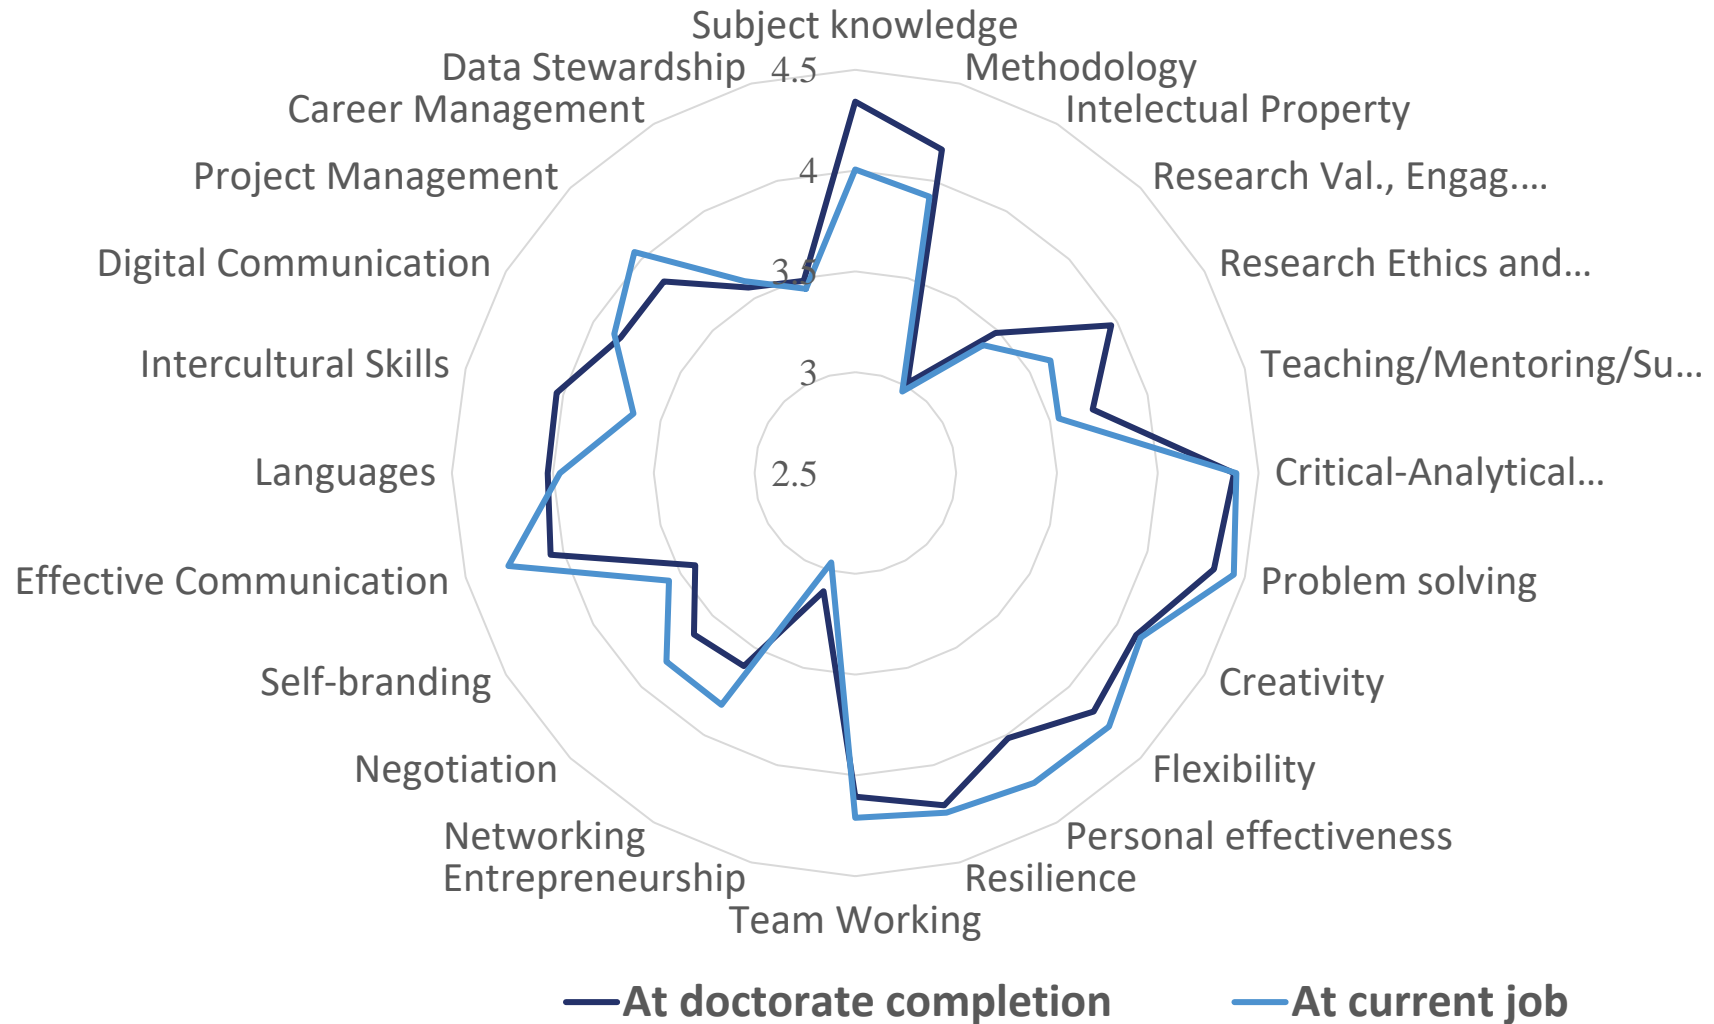 Subject knowledge
Data Stewardship 4.5 Methodology
Career Management Intelectual Property
Project Management 4 Research Val., Engag....
Digital Communication 3.5 Research Ethics and...
Intercultural Skills 3 Teaching/Mentoring/Su...
Languages 2.5 Critical-Analytical...
Effective Communication Problem solving
Self-branding Creativity
Negotiation Flexibility
Networking Personal effectiveness
Entrepreneurship Resilience
Team Working
At doctorate completion At current job